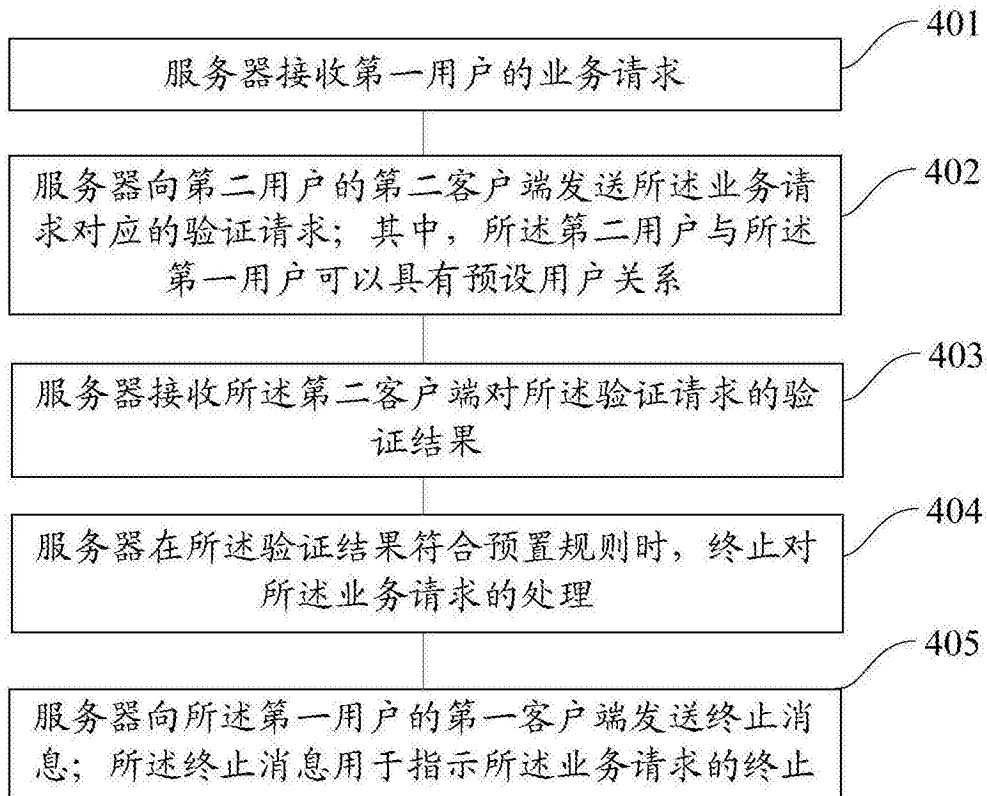 401
服务器接收第一用户的业务请求
402
服务器向第二用户的第二客户端发送所述业务请
求对应的验证请求；其中，所述第二用户与所述
第一用户可以具有预设用户关系
403
服务器接收所述第二客户端对所述验证请求的验
证结果
404
服务器在所述验证结果符合预置规则时，终止对
所述业务请求的处理
405
服务器向所述第一用户的第一客户端发送终止消
息；所述终止消息用于指示所述业务请求的终止